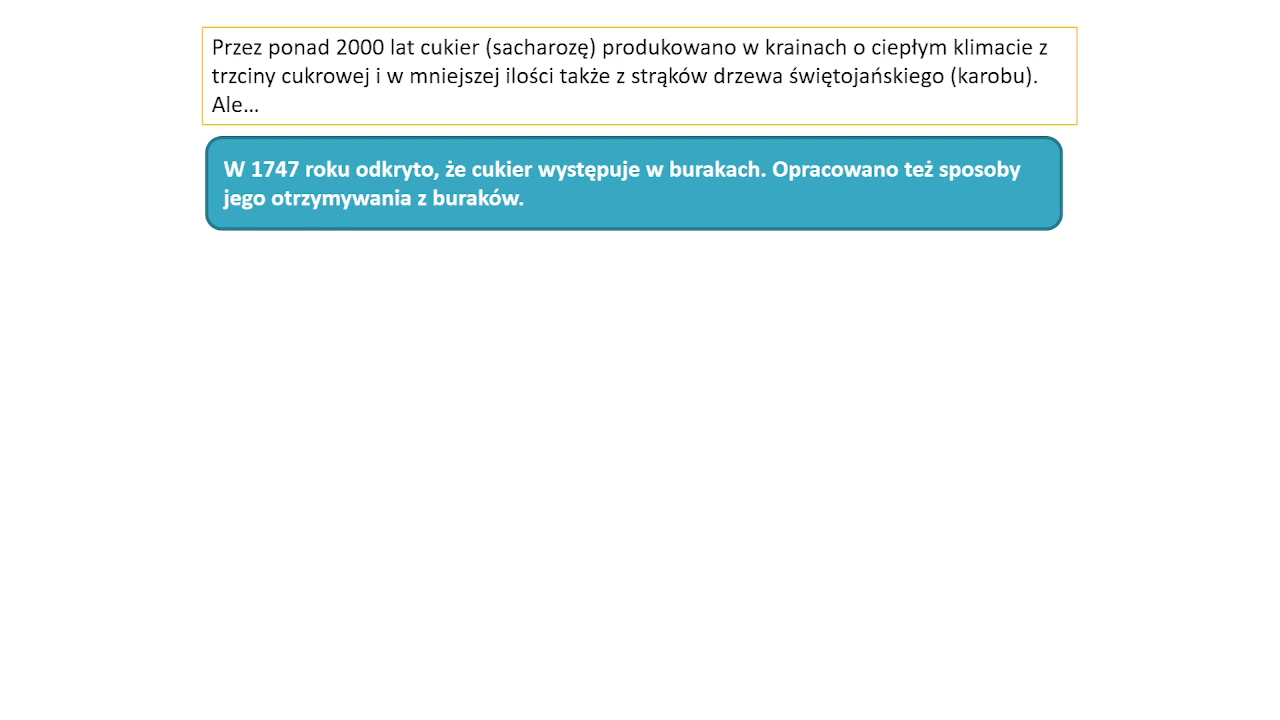 Przez ponad 2000 lat cukier (sacharozę) produkowano w krainach o ciepłym klimacie z
trzciny cukrowej i w mniejszej ilości także z strąków drzewa świętojańskiego (karobu).
Ale…
W 1747 roku odkryto, że cukier występuje w burakach. Opracowano też sposoby
jego otrzymywania z buraków.